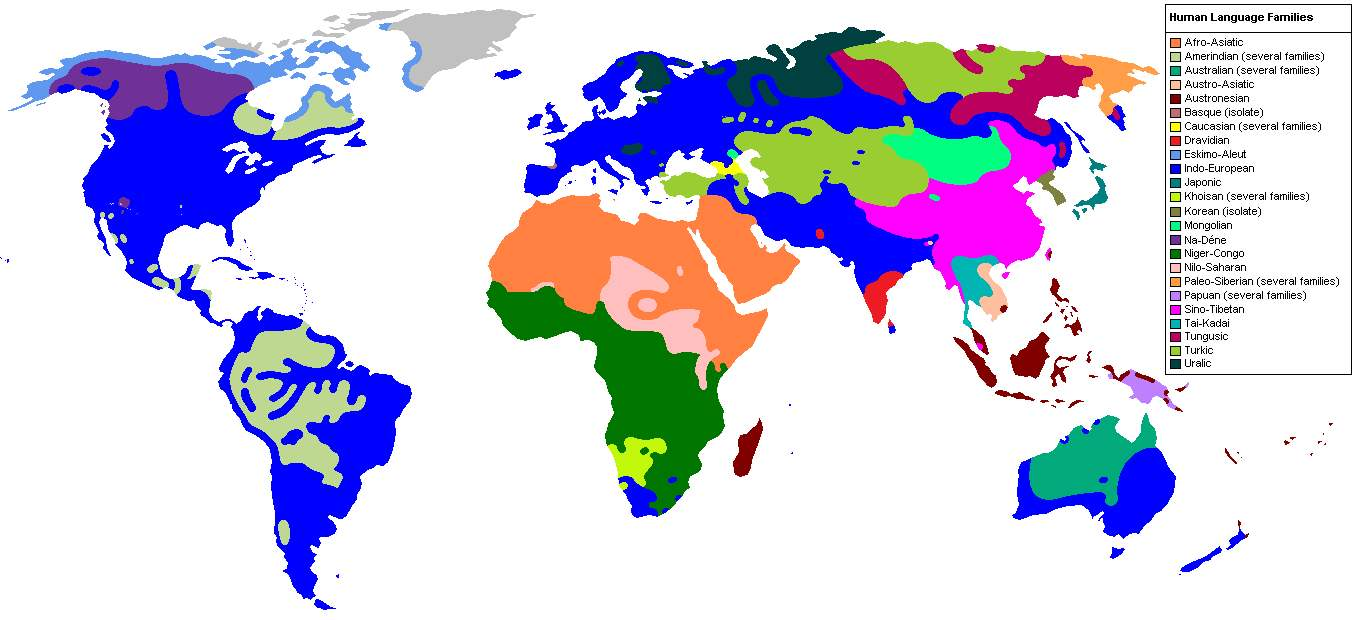 Human Language Families
Afro-Asiatic
Amerindian (several families)
Australian (several families)
Austro-Asiatic
Austronesian
Basque (isolate)
Caucasian (several families)
Dravidian
Eskimo-Aleut
Indo-European
Japonic
Khoisan (several families)
Korean (isolate)
Mongolian
Na-Déne
Niger-Congo
Nilo-Saharan
Paleo-Siberian (several families)
Papuan (several families)
Sino-Tibetan
Tai-Kadai
Tungusic
Turkic
Uralic